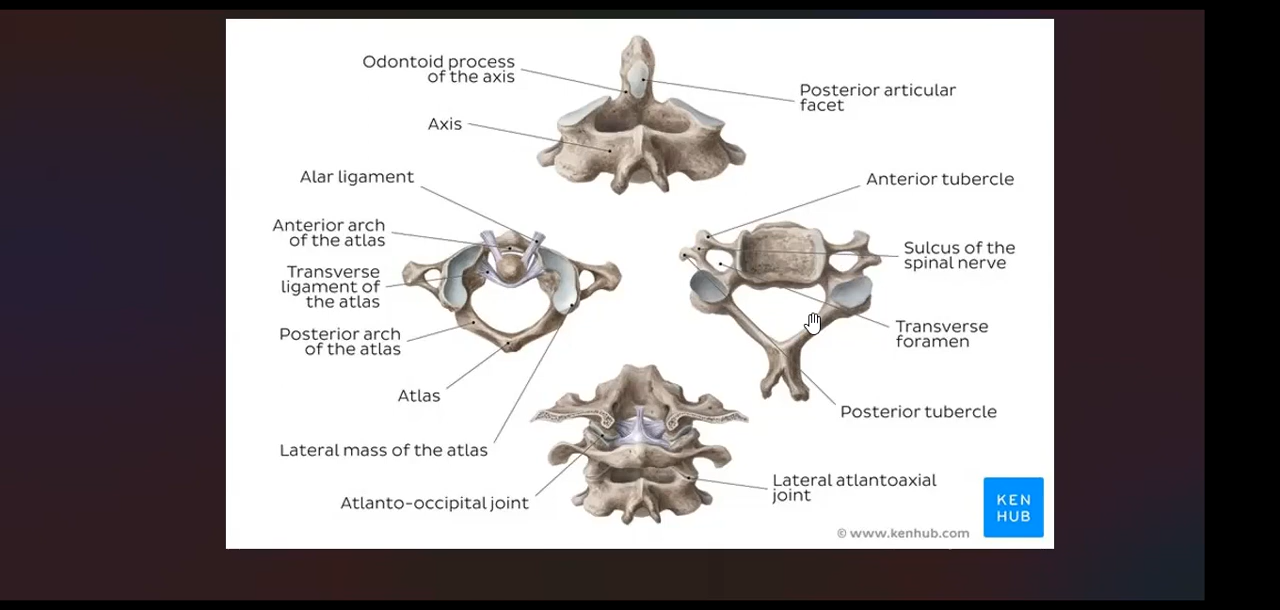 Odontoid process
of the axis
Posterior articular
facet
Axis
Alar ligament
Anterior tubercle
Anterior arch
of the atlas
Sulcus of the
spinal nerve
Transverse
ligament of
the atlas
Posterior arch
of the atlas
Transverse
foramen
Atlas
Posterior tubercle
Lateral mass of the atlas
Lateral atlantoaxial
joint
Atlanto-occipital joint
KEN
HUB
© www.kenhub.com